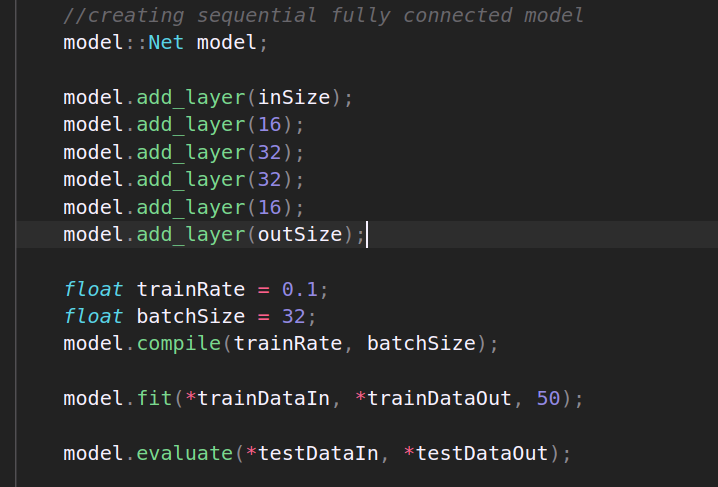 //creating sequential fully connected model
model::Net model;
model.add_layer(inSize);
model.add_layer(16);
model.add_layer(32);
model.add_layer(32);
model.add_layer(16);
model.add_layer(outSize);
float trainRate = 0.1;
float batchSize = 32;
model.compile(trainRate, batchSize);
model.fit(*trainDataIn, *trainDataOut, 50);
model.evaluate(*testDataIn, *testDataOut);